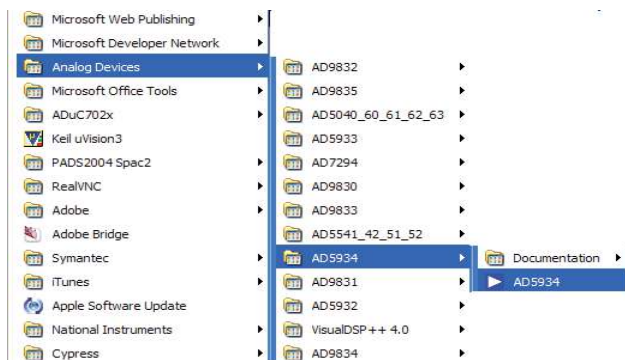 Microsoft Web Publishing
Microsoft Developer Network
Analog Devices
Microsoft Office Tools
ADuC702x
Keil uVision3
PADS2004 Spac2
RealVNC
Adobe
Adobe Bridge
Symantec
iTunes
Apple Software Update
National Instruments
Cypress
AD9832
AD9835
AD5040_60_61_62_63
AD5933
AD7294
AD9830
AD9833
AD5541_42_51_52
AD5934
AD9831
AD5932
VisualDSP++ 4.0
AD9834
Documentation
AD5934